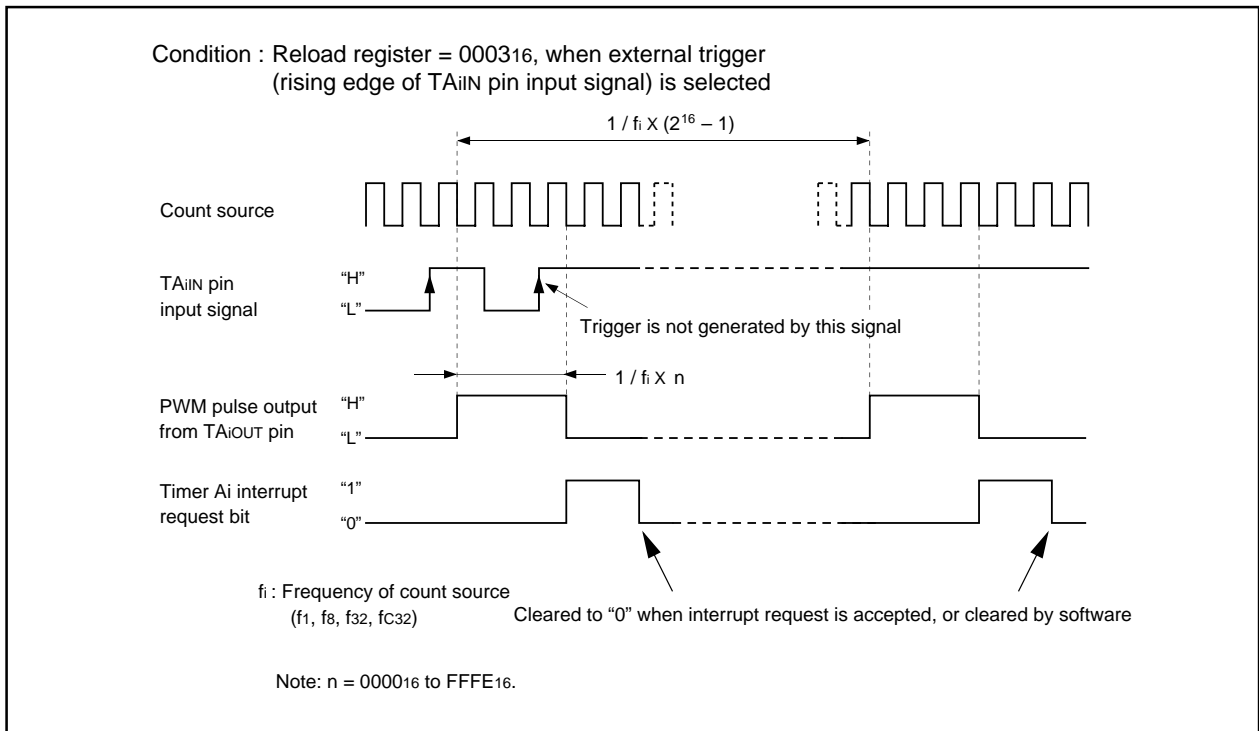 Condition : Reload register = 000316, when external trigger
(rising edge of TAiIN pin input signal) is selected
1 / fi X (2^16 – 1)
Count source
TAiIN pin
input signal
“H”
“L”
Trigger is not generated by this signal
1 / fi X n
PWM pulse output
from TAiOUT pin
“H”
“L”
Timer Ai interrupt
request bit
“1”
“0”
fi : Frequency of count source
(f1, f8, f32, fC32)
Cleared to “0” when interrupt request is accepted, or cleared by software
Note: n = 000016 to FFFE16.